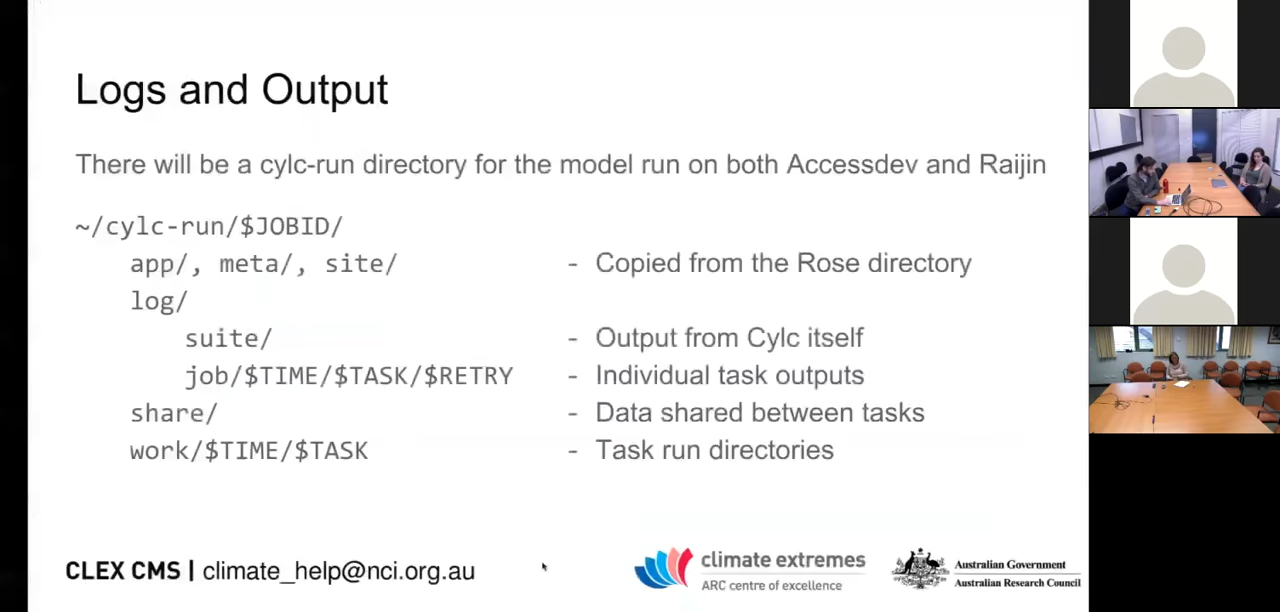 Logs and Output
There will be a cylc-run directory for the model run on both Accessdev and Raijin
~/cylc-run/$JOBID/
app/, meta/, site/ - Copied from the Rose directory
log/
suite/ - Output from Cylc itself
job/$TIME/$TASK/$RETRY - Individual task outputs
share/ - Data shared between tasks
work/$TIME/$TASK - Task run directories
CLEX CMS | climate_help@nci.org.au
climate extremes
ARC centre of excellence
Australian Government
Australian Research Council